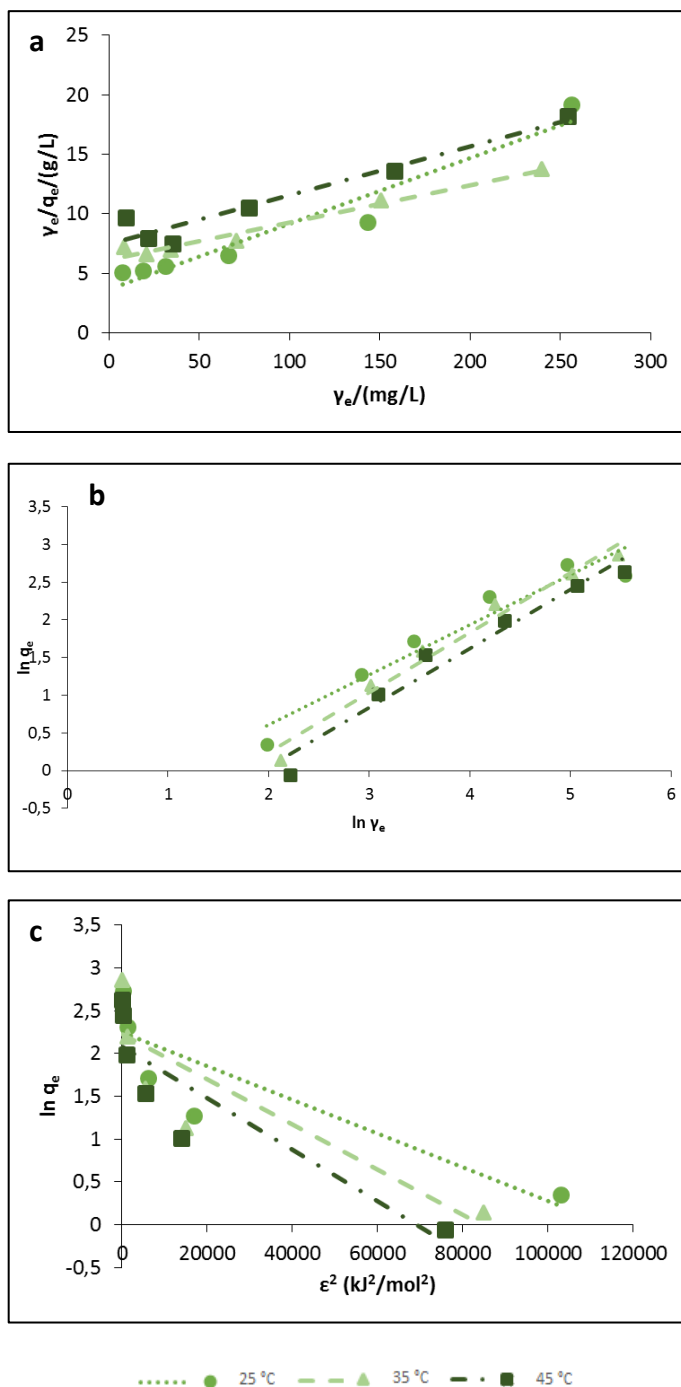 a
25
20
15
10
5
0
0 50 100 150 200 250 300
γₑ/qₑ/(g/L)
γₑ/(mg/L)
b
3,5
3
2,5
2
1,5
1
0,5
0
-0,5
0 1 2 3 4 5 6
ln qₑ
ln γₑ
c
3,5
3
2,5
2
1,5
1
0,5
0
-0,5
0 20000 40000 60000 80000 100000 120000
ln qₑ
ε² (kJ²/mol²)
25 °C 35 °C 45 °C